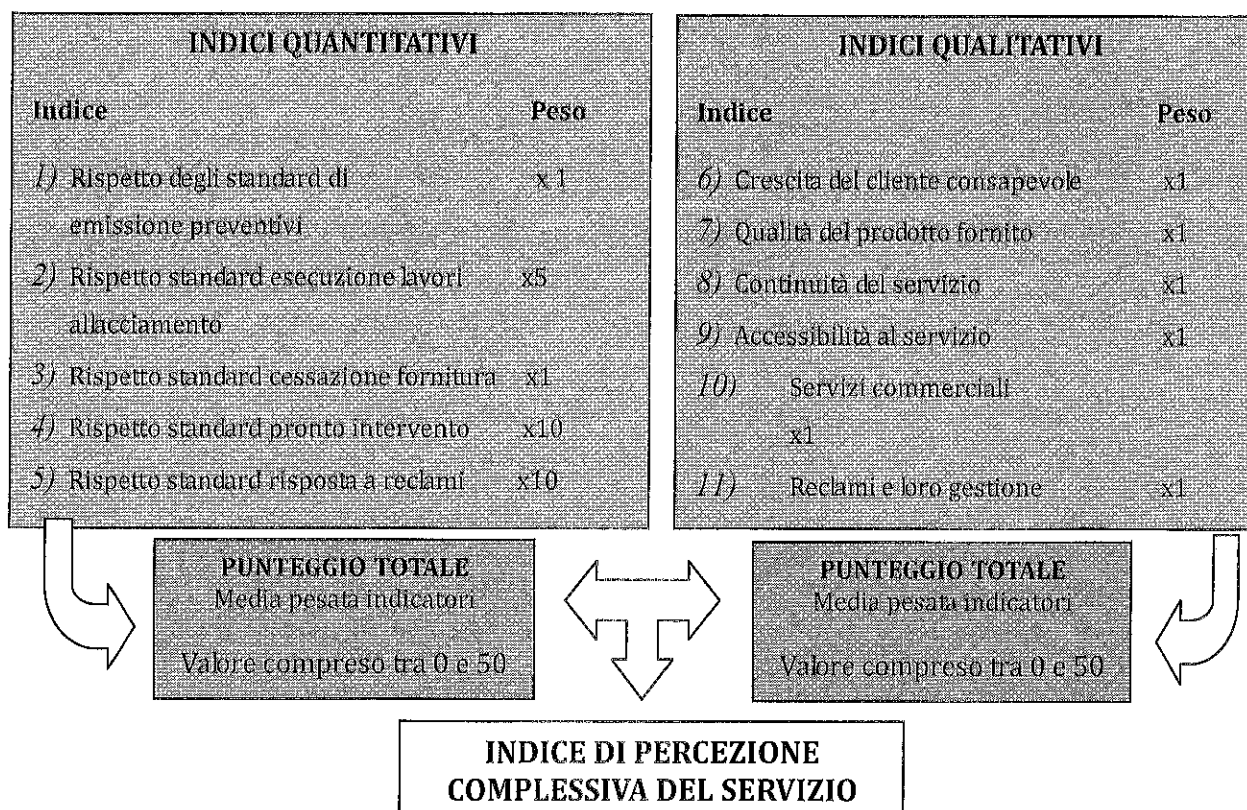 INDICI QUANTITATIVI
Indice Peso
1) Rispetto degli standard di x 1
emissione preventivi
2) Rispetto standard esecuzione lavori x5
allacciamento
3) Rispetto standard cessazione fornitura x1
4) Rispetto standard pronto intervento x10
5) Rispetto standard risposta a reclami x10
INDICI QUALITATIVI
Indice Peso
6) Crescita del cliente consapevole x1
7) Qualità del prodotto fornito x1
8) Continuità del servizio x1
9) Accessibilità al servizio x1
10) Servizi commerciali
x1
11) Reclami e loro gestione x1
PUNTEGGIO TOTALE
Media pesata indicatori
Valore compreso tra 0 e 50
PUNTEGGIO TOTALE
Media pesata indicatori
Valore compreso tra 0 e 50
INDICE DI PERCEZIONE
COMPLESSIVA DEL SERVIZIO